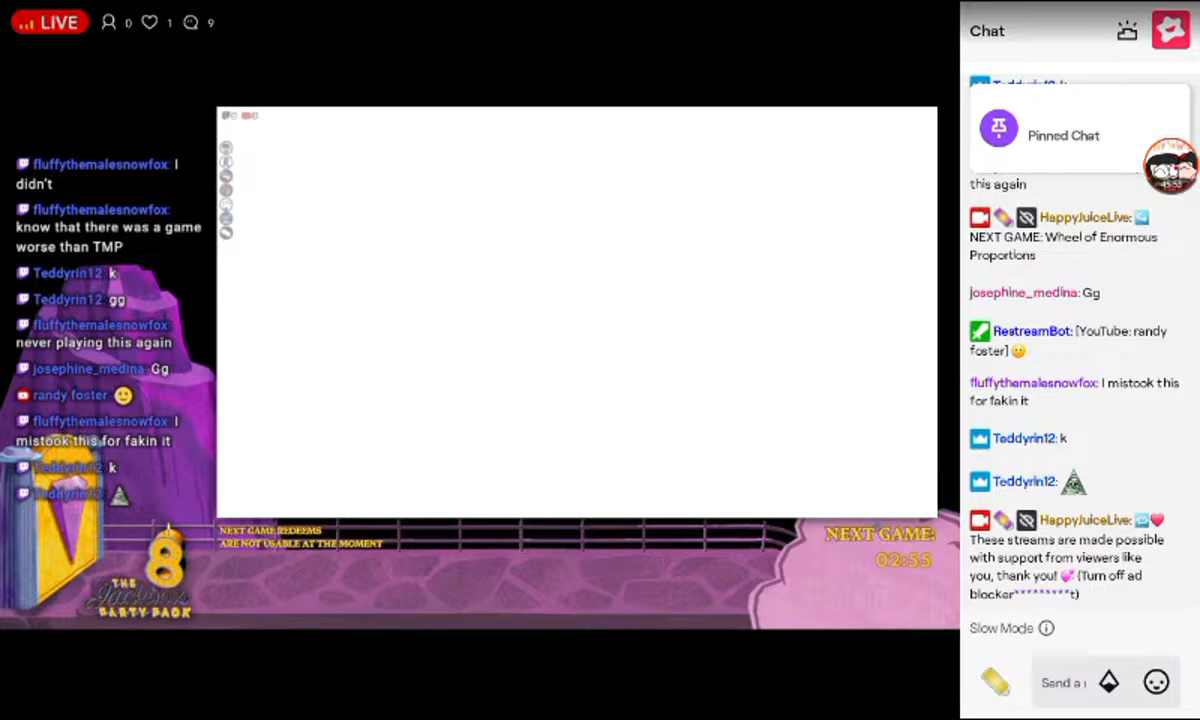 LIVE 0 1 9
fluffythemalesnowfox: I
didn't
fluffythemalesnowfox:
know that there was a game
worse than TMP
Teddyrin12: k
Teddyrin12: gg
fluffythemalesnowfox:
never playing this again
josephine_medina: Gg
randy foster:
fluffythemalesnowfox: I
mistook this for fakin it
Teddyrin12: k
Teddyrin12:
NEXT GAME REDEEMS
ARE NOT USABLE AT THE MOMENT
NEXT GAME:
02:55
THE
Jackbox
PARTY PACK
8
Chat
Teddyrin12: k
Pinned Chat
this again
HappyJuiceLive:
NEXT GAME: Wheel of Enormous
Proportions
josephine_medina: Gg
RestreamBot: [YouTube: randy
foster]
fluffythemalesnowfox: I mistook this
for fakin it
Teddyrin12: k
Teddyrin12:
HappyJuiceLive:
These streams are made possible
with support from viewers like
you, thank you! (Turn off ad
blocker*********t)
Slow Mode
Send a